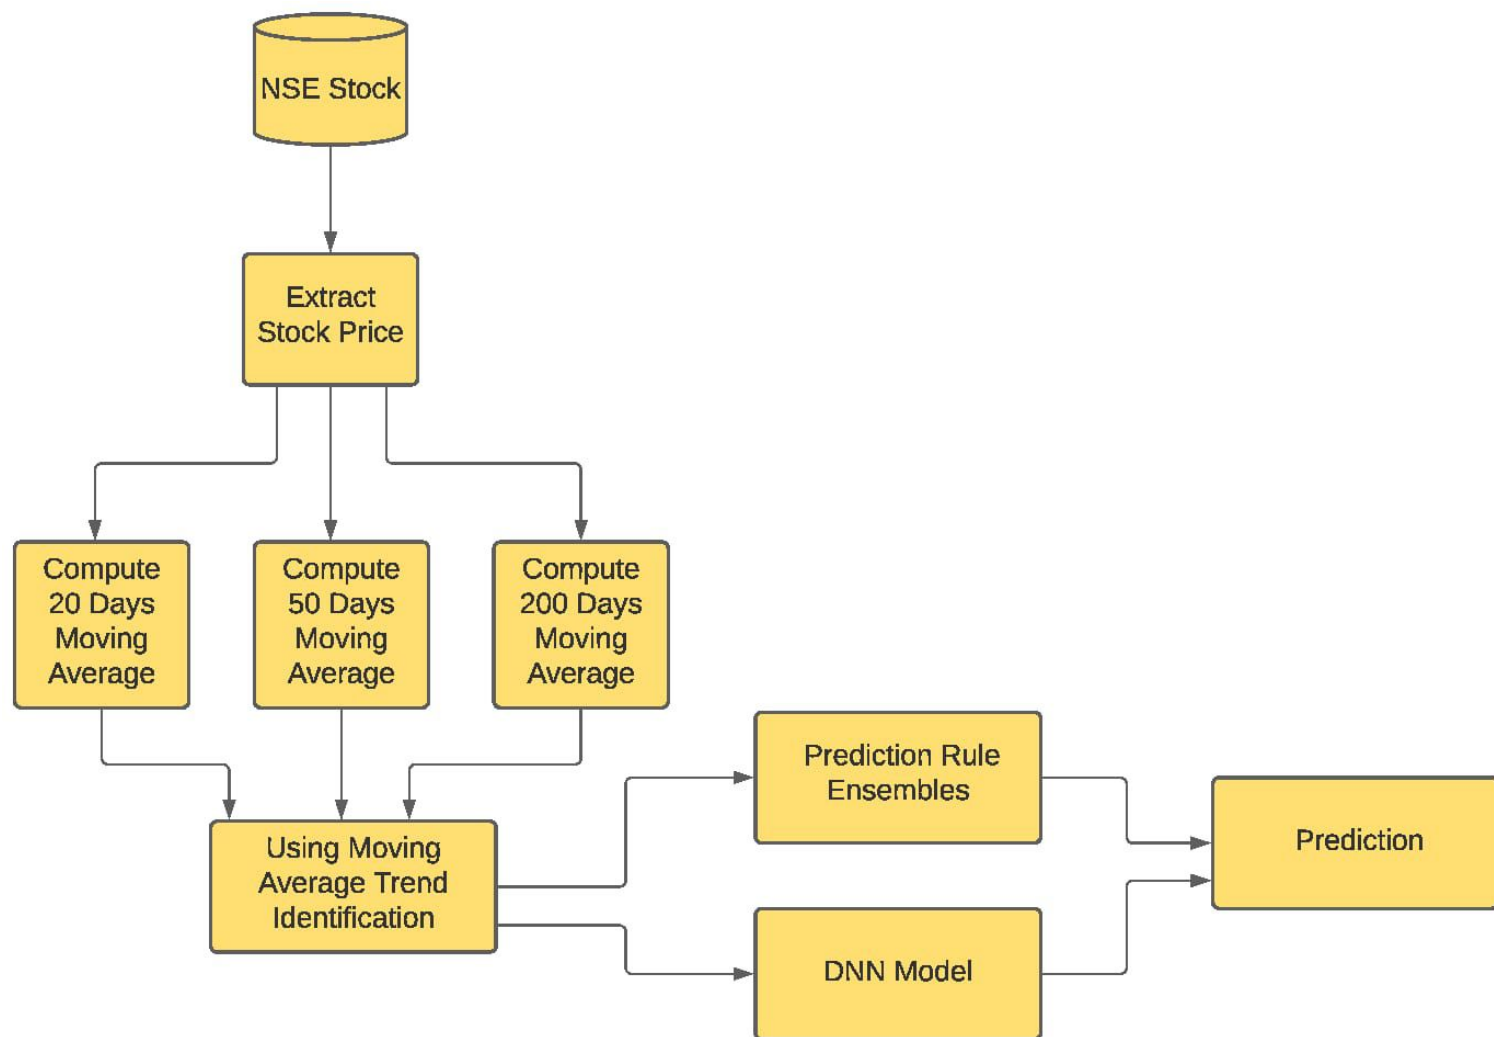 NSE Stock
Extract
Stock Price
Compute
20 Days
Moving
Average
Compute
50 Days
Moving
Average
Compute
200 Days
Moving
Average
Using Moving
Average Trend
Identification
Prediction Rule
Ensembles
DNN Model
Prediction